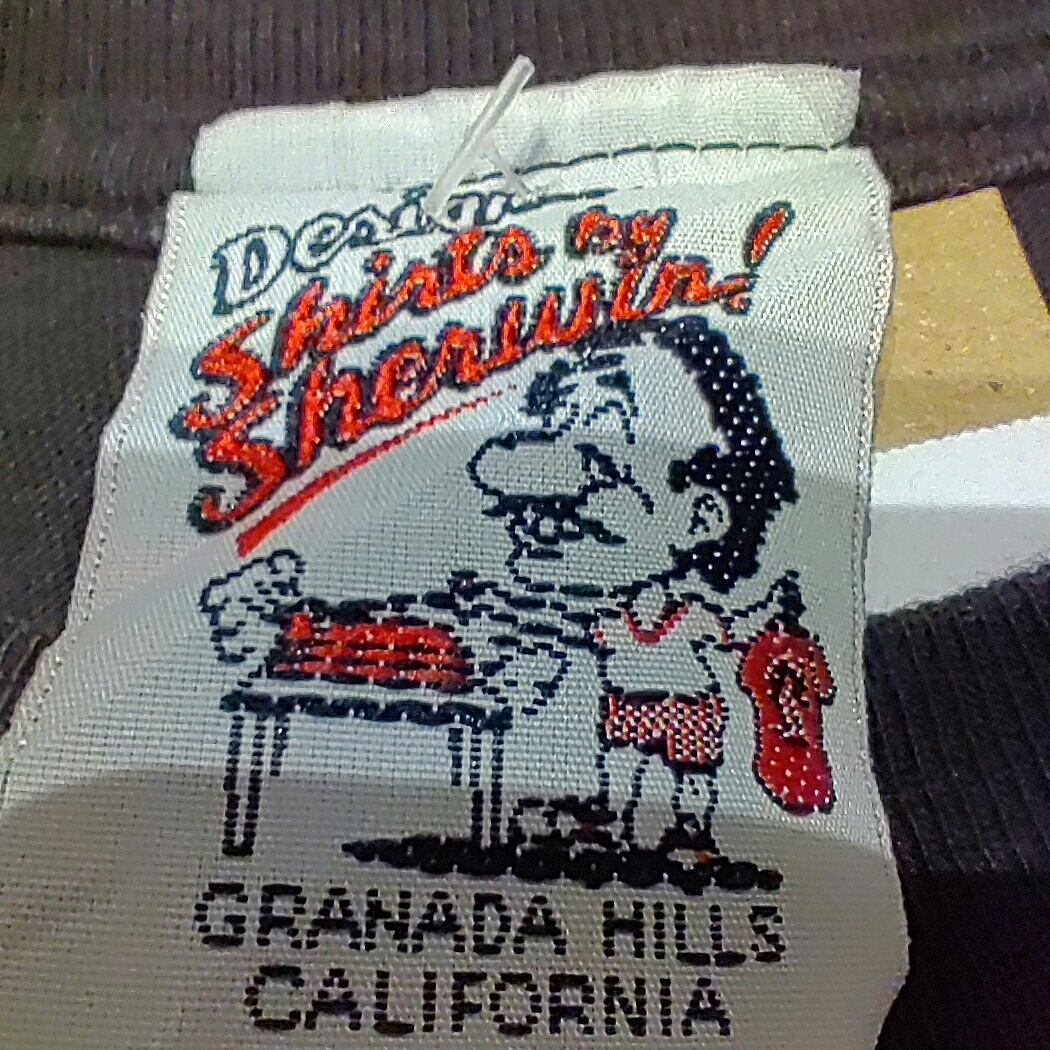 Design
Shirts by
Sherwin!
GRANADA HILLS
CALIFORNIA